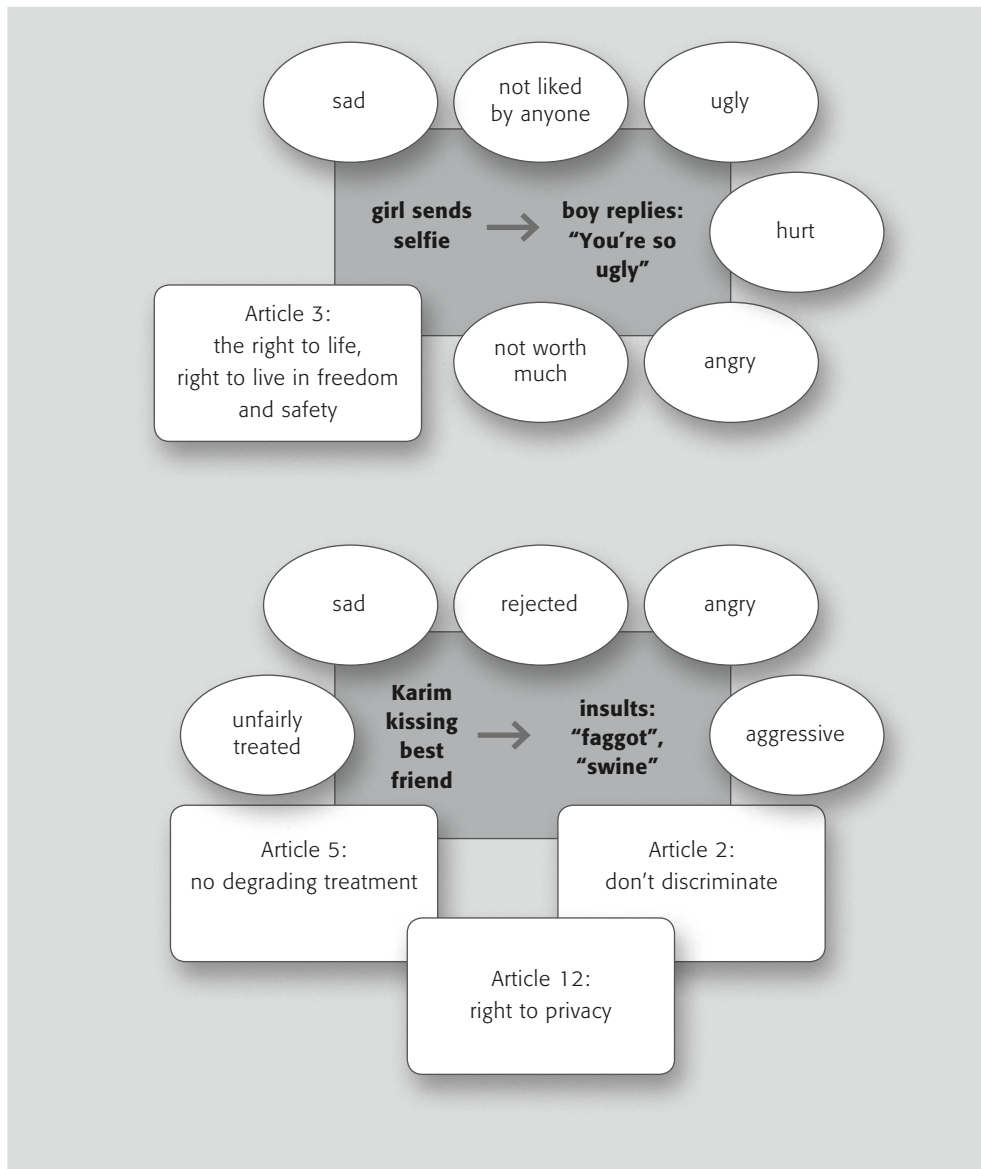 sad
not liked
by anyone
ugly
girl sends
selfie
boy replies:
“You’re so
ugly”
hurt
Article 3:
the right to life,
right to live in freedom
and safety
not worth
much
angry
sad
rejected
angry
unfairly
treated
Karim
kissing
best
friend
insults:
“faggot”,
“swine”
aggressive
Article 5:
no degrading treatment
Article 2:
don’t discriminate
Article 12:
right to privacy